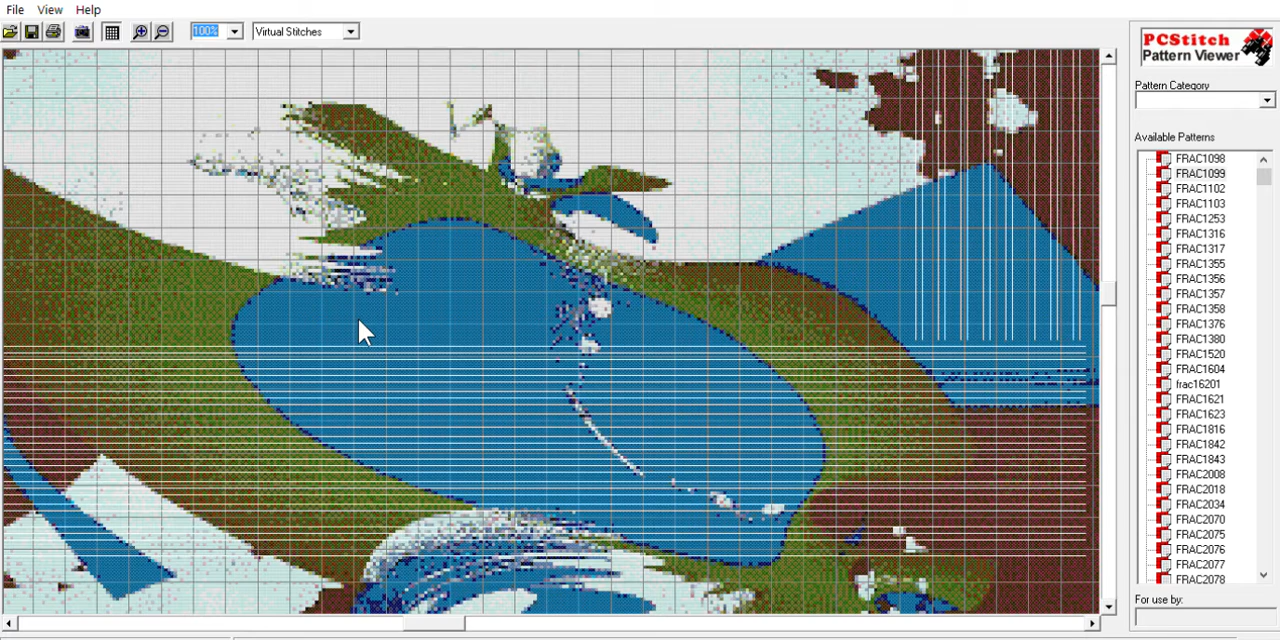 File View Help
100% Virtual Stitches
PCStitch
Pattern Viewer
Pattern Category
Available Patterns
FRAC1098
FRAC1099
FRAC1102
FRAC1103
FRAC1253
FRAC1316
FRAC1317
FRAC1355
FRAC1356
FRAC1357
FRAC1358
FRAC1376
FRAC1380
FRAC1520
FRAC1604
frac16201
FRAC1621
FRAC1623
FRAC1816
FRAC1842
FRAC1843
FRAC2008
FRAC2018
FRAC2034
FRAC2070
FRAC2075
FRAC2076
FRAC2077
FRAC2078
For use by: